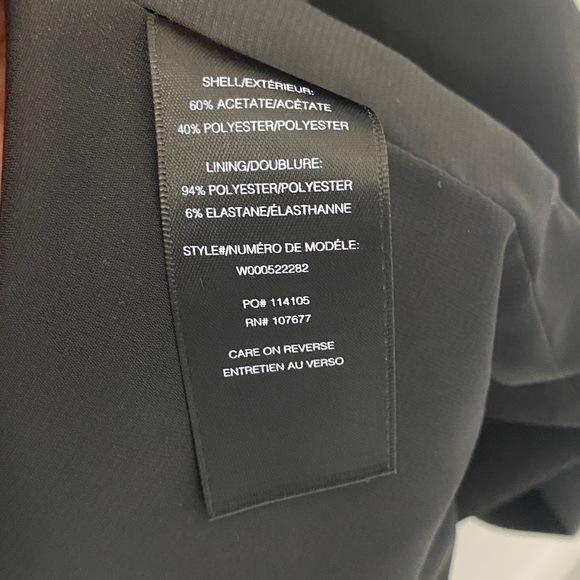 SHELL/EXTÉRIEUR:
60% ACETATE/ACÉTATE
40% POLYESTER/POLYESTER
LINING/DOUBLURE:
94% POLYESTER/POLYESTER
6% ELASTANE/ÉLASTHANNE
STYLE#/NUMÉRO DE MODÈLE:
W000522282
PO# 114105
RN# 107677
CARE ON REVERSE
ENTRETIEN AU VERSO